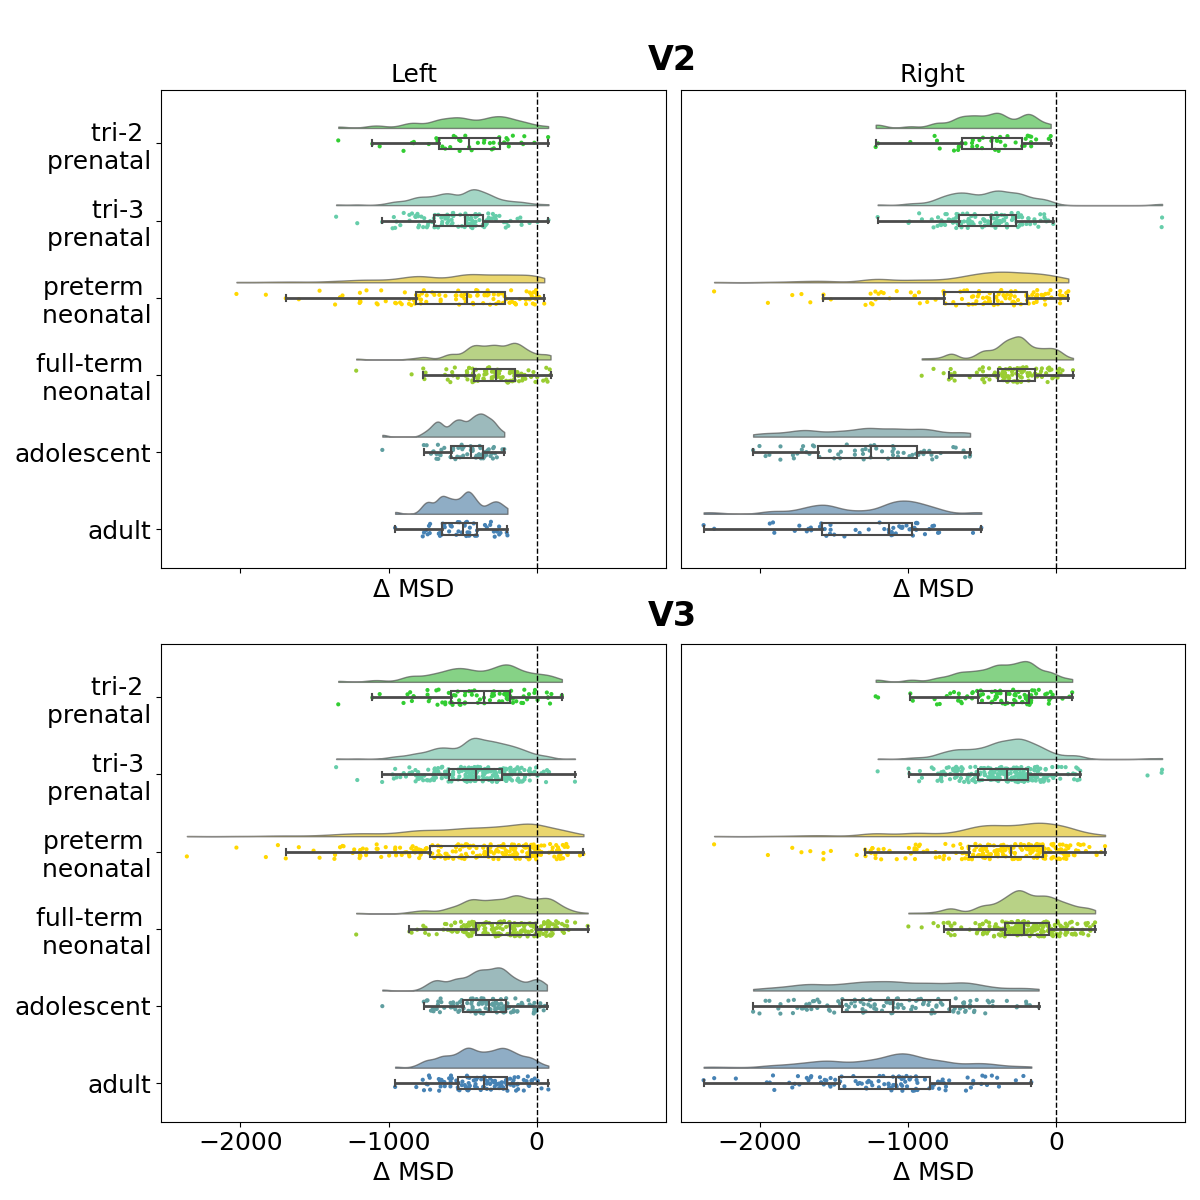 V2
Left
Right
tri-2
prenatal
tri-3
prenatal
preterm
neonatal
full-term
neonatal
adolescent
adult
Δ MSD
Δ MSD
V3
tri-2
prenatal
tri-3
prenatal
preterm
neonatal
full-term
neonatal
adolescent
adult
−2000 −1000 0
−2000 −1000 0
Δ MSD
Δ MSD